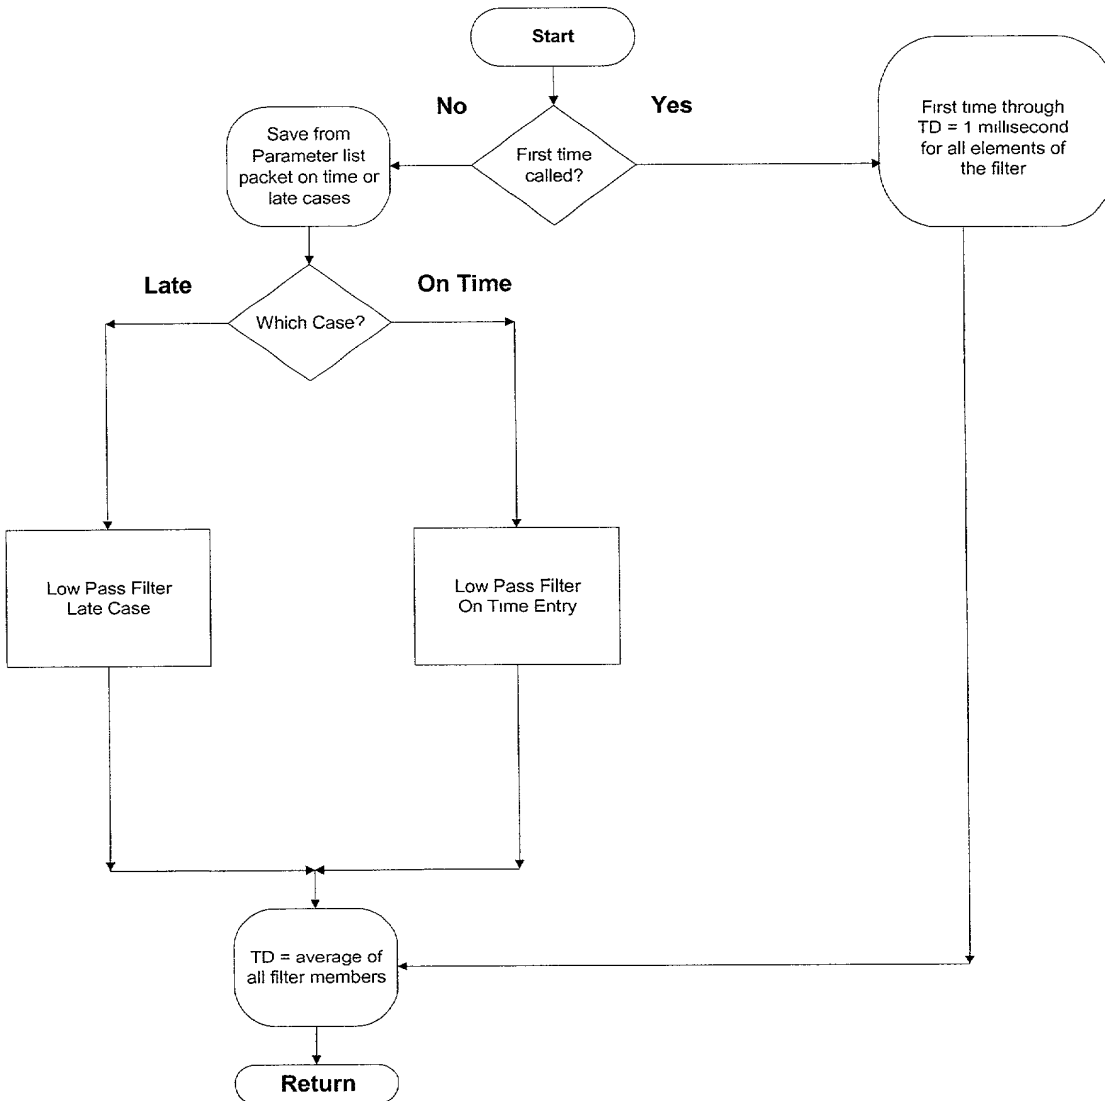 Start
No
Yes
First time
called?
Save from
Parameter list
packet on time or
late cases
First time through
TD = 1 millisecond
for all elements of
the filter
Late
On Time
Which Case?
Low Pass Filter
Late Case
Low Pass Filter
On Time Entry
TD = average of
all filter members
Return